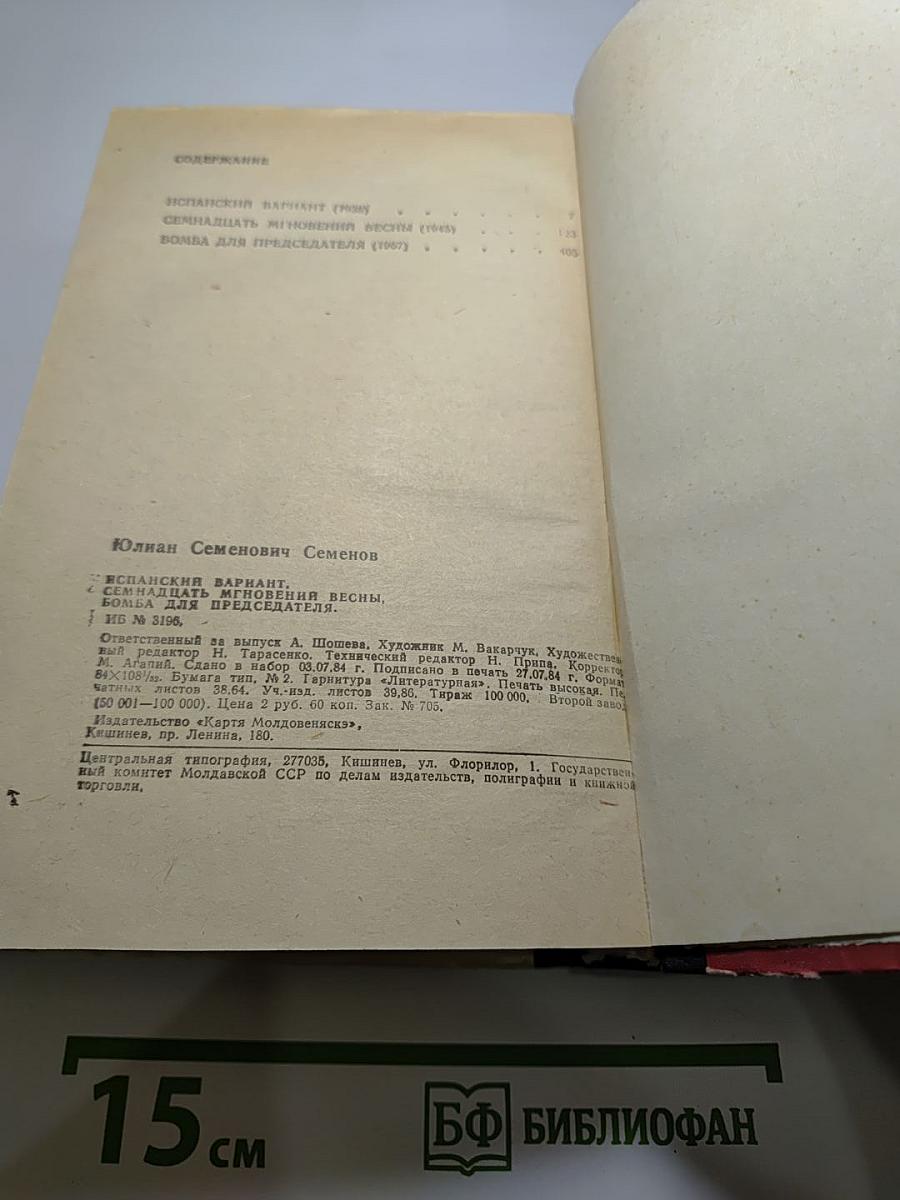 СОДЕРЖАНИЕ
ИСПАНСКИЙ ВАРИАНТ (1938) . . . . . . 7
СЕМНАДЦАТЬ МГНОВЕНИЙ ВЕСНЫ (1945) . . . 123
БОМБА ДЛЯ ПРЕДСЕДАТЕЛЯ (1967) . . . . . . 405
Юлиан Семенович Семенов
ИСПАНСКИЙ ВАРИАНТ.
СЕМНАДЦАТЬ МГНОВЕНИЙ ВЕСНЫ,
БОМБА ДЛЯ ПРЕДСЕДАТЕЛЯ.
ИБ № 3196.
Ответственный за выпуск А. Шошева. Художник М. Вакарчук, Художествен-
ный редактор Н. Тарасенко. Технический редактор Н. Припа. Корректор
М. Агапий. Сдано в набор 03.07.84 г. Подписано в печать 27.07.84 г. Формат
84×108¹/₃₂. Бумага тип. № 2. Гарнитура «Литературная». Печать высокая. Пе-
чатных листов 38,64. Уч.-изд. листов 39,86. Тираж 100 000. Второй завод
(50 001—100 000). Цена 2 руб. 60 коп. Зак. № 705.
Издательство «Картя Молдовеняскэ»,
Кишинев, пр. Ленина, 180.
Центральная типография, 277035, Кишинев, ул. Флорилор, 1. Государствен-
ный комитет Молдавской ССР по делам издательств, полиграфии и книжной
торговли.
15 см
БФ БИБЛИОФАН